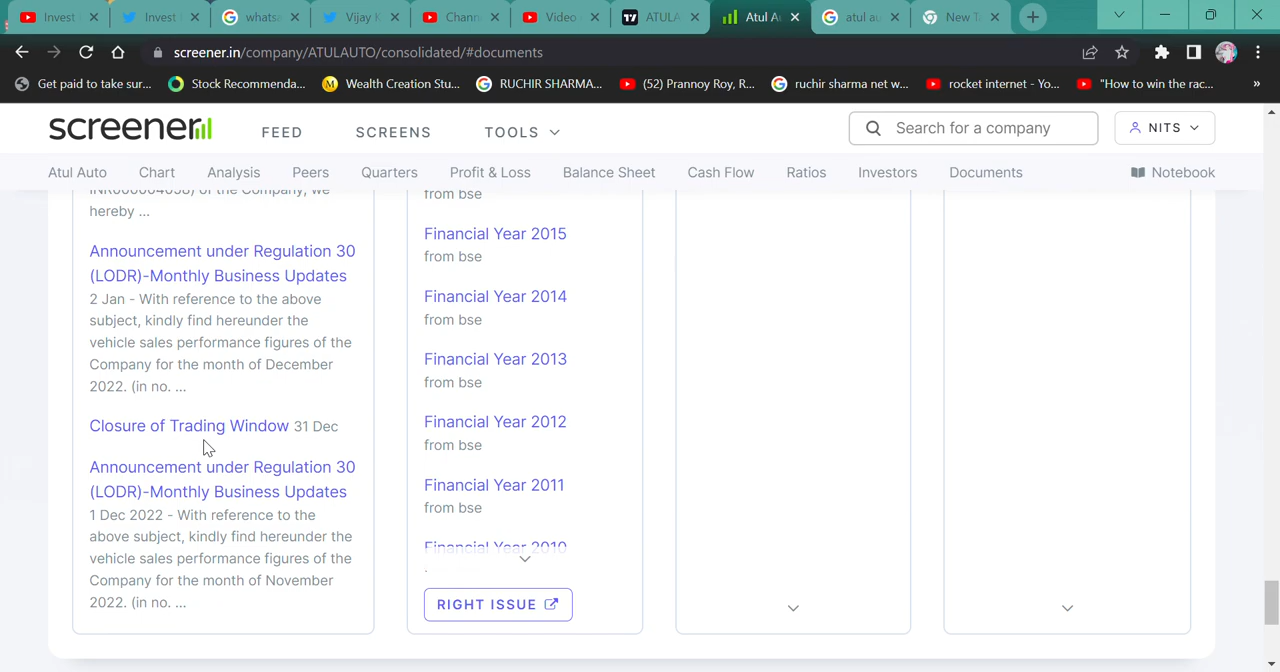 Invest
Invest
whats
Vijay K
Chann
Video
ATULA
Atul A
atul au
New T
screener.in/company/ATULAUTO/consolidated/#documents
Get paid to take sur...
Stock Recommenda...
Wealth Creation Stu...
RUCHIR SHARMA...
(52) Prannoy Roy, R...
ruchir sharma net w...
rocket internet - Yo...
"How to win the rac...
»
screener
FEED
SCREENS
TOOLS
Search for a company
NITS
Atul Auto
Chart
Analysis
Peers
Quarters
Profit & Loss
Balance Sheet
Cash Flow
Ratios
Investors
Documents
Notebook
of the Company, we
hereby ...
Announcement under Regulation 30
(LODR)-Monthly Business Updates
2 Jan - With reference to the above
subject, kindly find hereunder the
vehicle sales performance figures of the
Company for the month of December
2022. (in no. ...
Closure of Trading Window 31 Dec
Announcement under Regulation 30
(LODR)-Monthly Business Updates
1 Dec 2022 - With reference to the
above subject, kindly find hereunder the
vehicle sales performance figures of the
Company for the month of November
2022. (in no. ...
from bse
Financial Year 2015
from bse
Financial Year 2014
from bse
Financial Year 2013
from bse
Financial Year 2012
from bse
Financial Year 2011
from bse
Financial Year 2010
RIGHT ISSUE